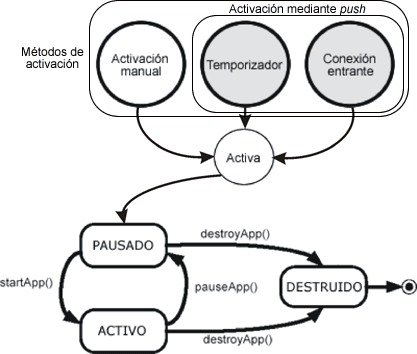 Activación mediante push
Métodos de
activación
Activación
manual
Temporizador
Conexión
entrante
Activa
PAUSADO
destroyApp()
startApp()
pauseApp()
DESTRUIDO
ACTIVO
destroyApp()